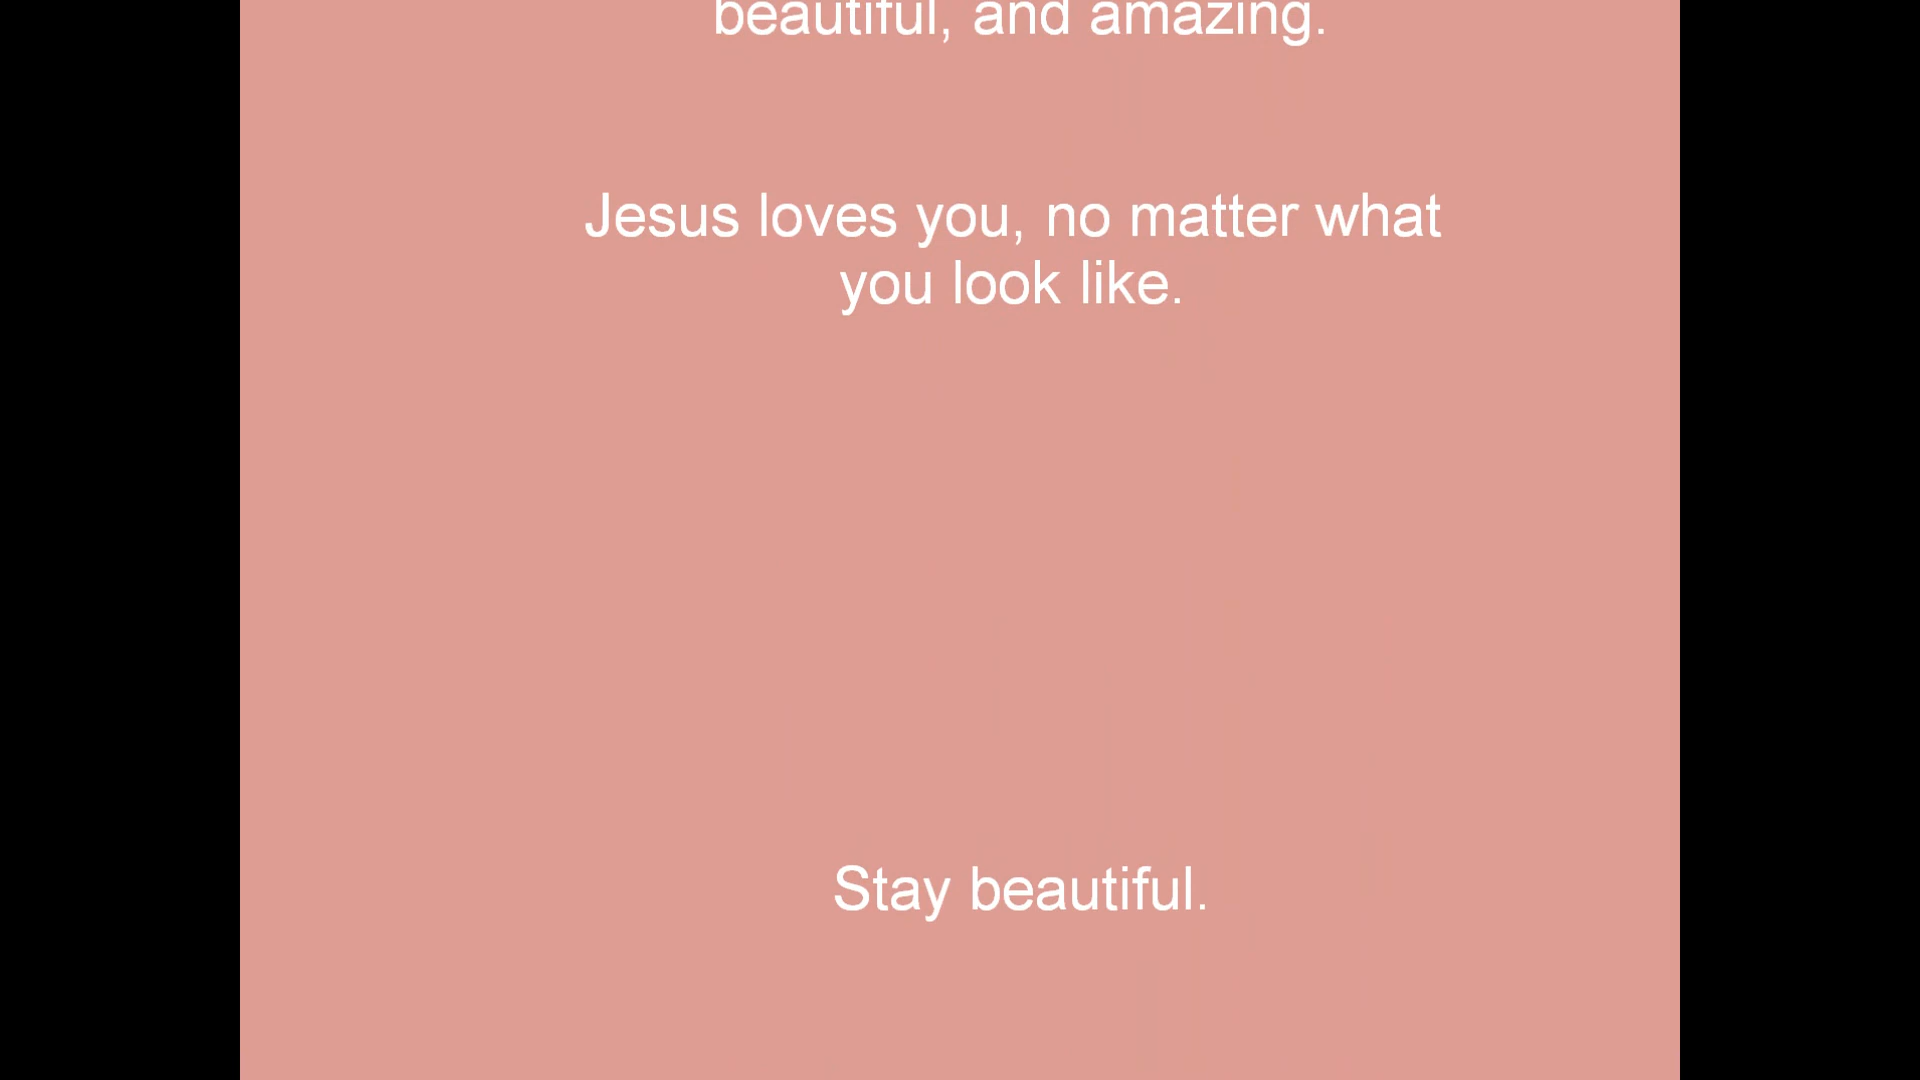 beautiful, and amazing.
Jesus loves you, no matter what
you look like.
Stay beautiful.